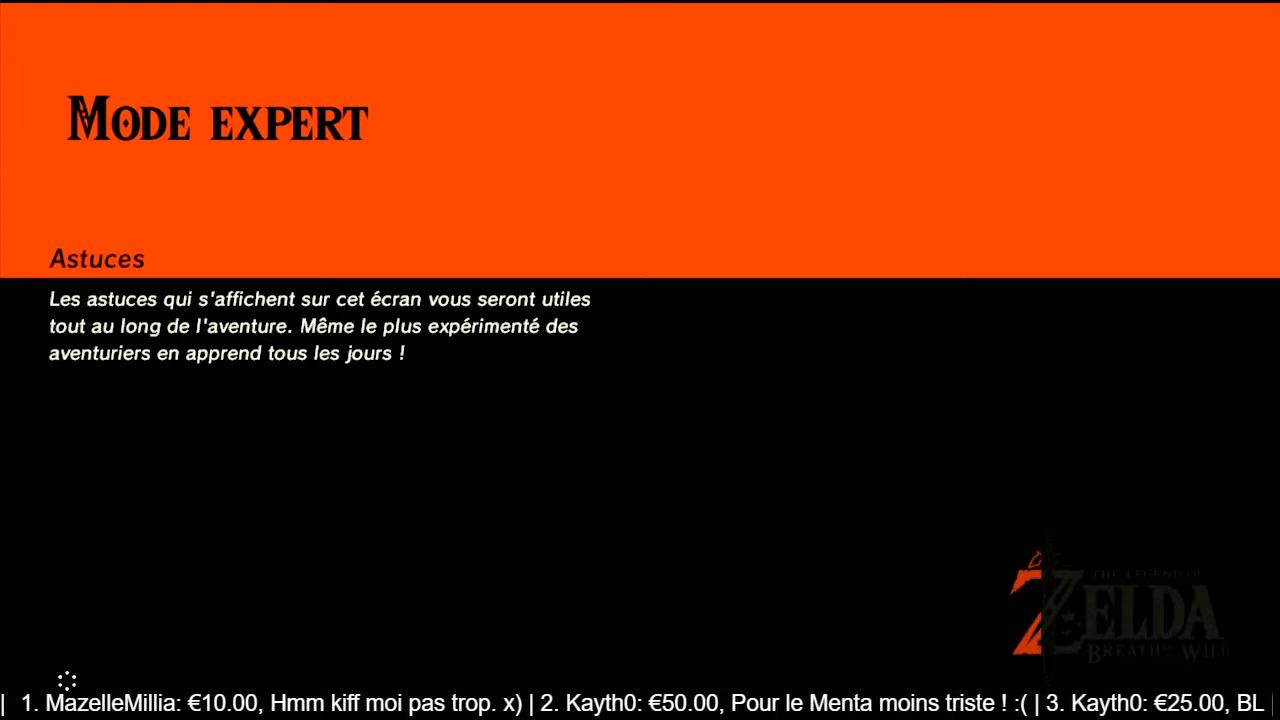 Mode expert
Astuces
Les astuces qui s'affichent sur cet écran vous seront utiles
tout au long de l'aventure. Même le plus expérimenté des
aventuriers en apprend tous les jours !
THE LEGEND OF
ZELDA
BREATH OF THE WILD
| 1. MazelleMillia: €10.00, Hmm kiff moi pas trop. x) | 2. Kayth0: €50.00, Pour le Menta moins triste ! :( | 3. Kayth0: €25.00, BL